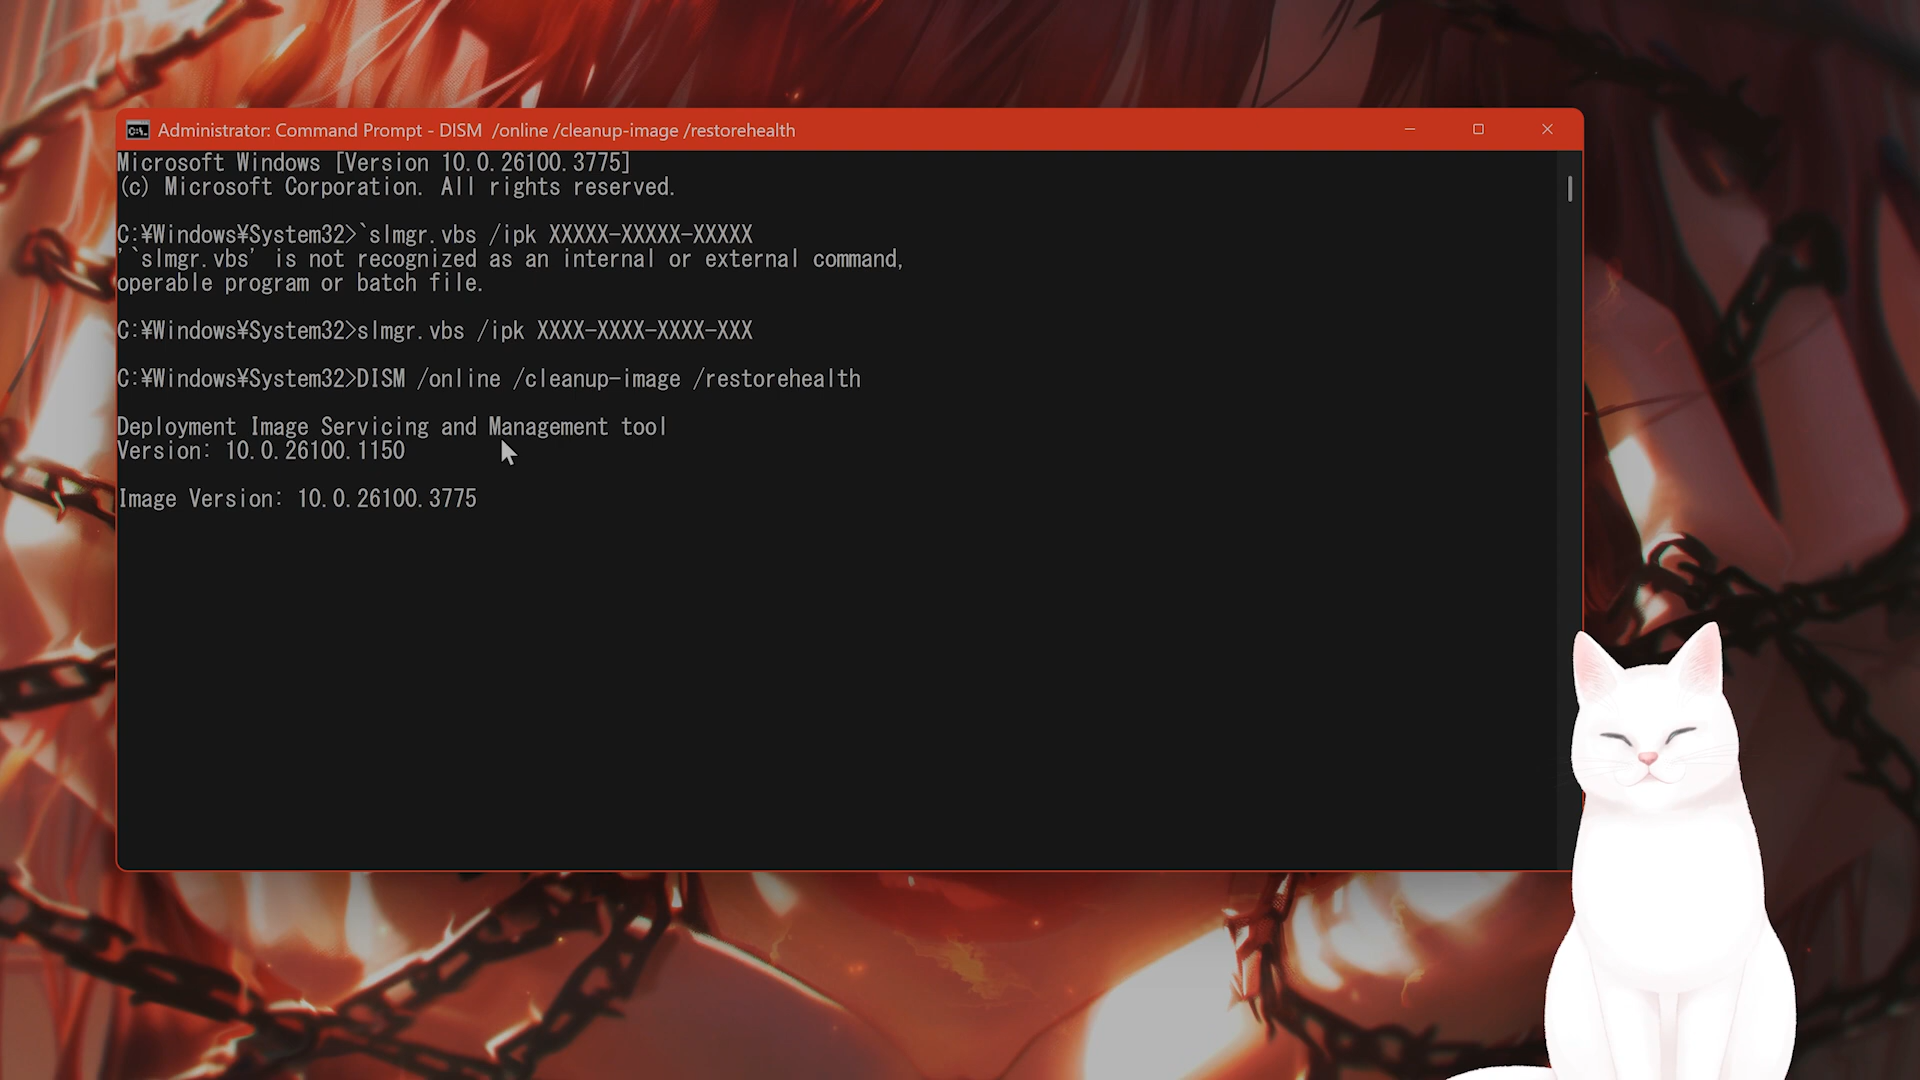 Administrator: Command Prompt - DISM  /online /cleanup-image /restorehealth
Microsoft Windows [Version 10.0.26100.3775]
(c) Microsoft Corporation. All rights reserved.
C:¥Windows¥System32>`slmgr.vbs /ipk XXXXX-XXXXX-XXXXX
'`slmgr.vbs' is not recognized as an internal or external command,
operable program or batch file.
C:¥Windows¥System32>slmgr.vbs /ipk XXXX-XXXX-XXXX-XXX
C:¥Windows¥System32>DISM /online /cleanup-image /restorehealth
Deployment Image Servicing and Management tool
Version: 10.0.26100.1150
Image Version: 10.0.26100.3775